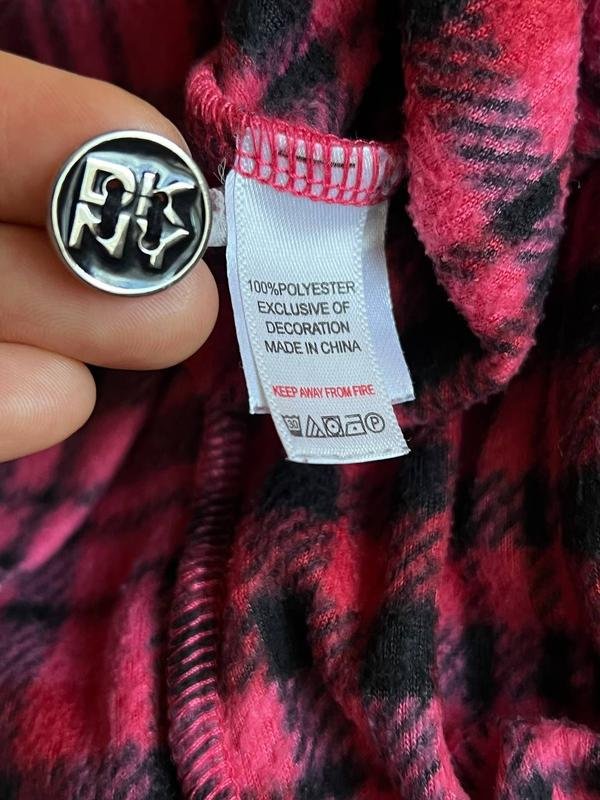 DK
NY
100%POLYESTER
EXCLUSIVE OF
DECORATION
MADE IN CHINA
KEEP AWAY FROM FIRE
30 P